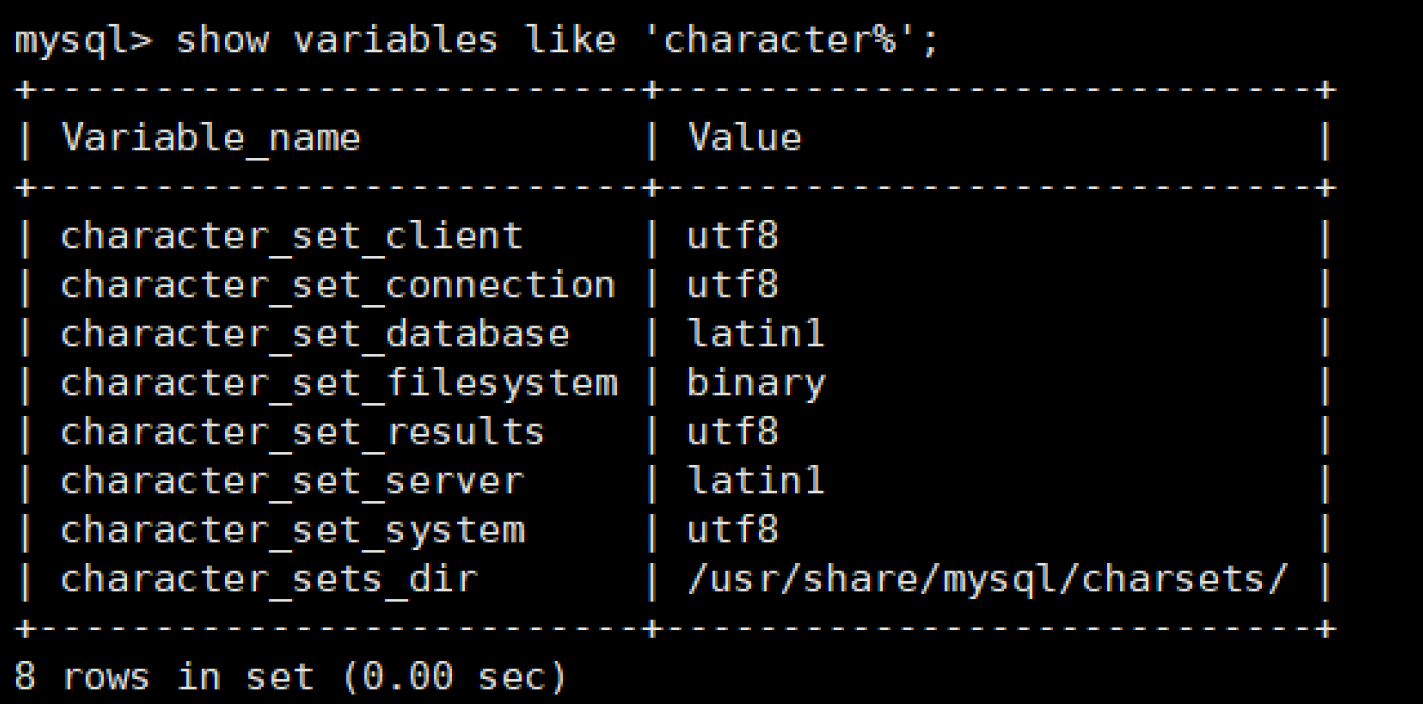 mysql> show variables like 'character%';
+--------------------------+----------------------------+
| Variable_name            | Value                      |
+--------------------------+----------------------------+
| character_set_client     | utf8                       |
| character_set_connection | utf8                       |
| character_set_database   | latin1                     |
| character_set_filesystem | binary                     |
| character_set_results    | utf8                       |
| character_set_server     | latin1                     |
| character_set_system     | utf8                       |
| character_sets_dir       | /usr/share/mysql/charsets/ |
+--------------------------+----------------------------+
8 rows in set (0.00 sec)